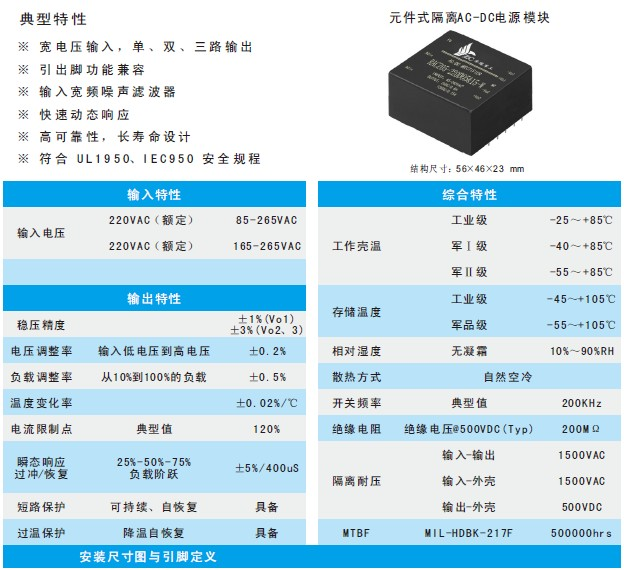 典型特性
※ 宽电压输入，单、双、三路输出
※ 引出脚功能兼容
※ 输入宽频噪声滤波器
※ 快速动态响应
※ 高可靠性，长寿命设计
※ 符合 UL1950、IEC950 安全规程
元件式隔离AC-DC电源模块
结构尺寸：56×46×23 mm
输入特性
输入电压 220VAC（额定） 85-265VAC
220VAC（额定） 165-265VAC
输出特性
稳压精度 ±1%(Vo1)
±3%(Vo2、3)
电压调整率 输入低电压到高电压 ±0.2%
负载调整率 从10%到100%的负载 ±0.5%
温度变化率 ±0.02%/℃
电流限制点 典型值 120%
瞬态响应 25%-50%-75% ±5%/400uS
过冲/恢复 负载阶跃
短路保护 可持续、自恢复 具备
过温保护 降温自恢复 具备
综合特性
工作壳温 工业级 -25～+85℃
军Ⅰ级 -40～+85℃
军Ⅱ级 -55～+85℃
存储温度 工业级 -45～+105℃
军品级 -55～+105℃
相对湿度 无凝霜 10%～90%RH
散热方式 自然空冷
开关频率 典型值 200KHz
绝缘电阻 绝缘电压@500VDC(Typ) 200MΩ
隔离耐压 输入-输出 1500VAC
输入-外壳 1500VAC
输出-外壳 500VDC
MTBF MIL-HDBK-217F 500000hrs
安装尺寸图与引脚定义